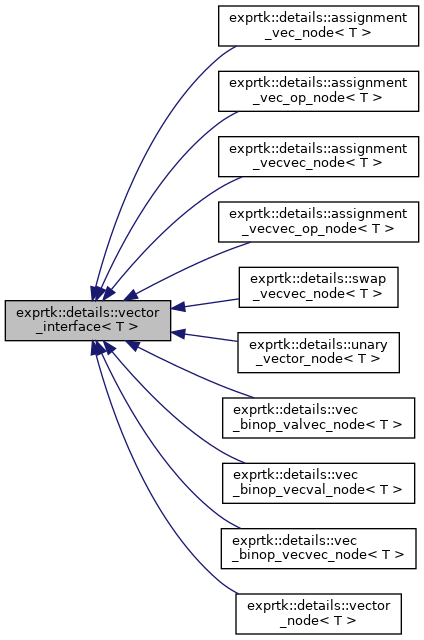 exprtk::details::assignment
_vec_node< T >
exprtk::details::assignment
_vec_op_node< T >
exprtk::details::assignment
_vecvec_node< T >
exprtk::details::assignment
_vecvec_op_node< T >
exprtk::details::swap
_vecvec_node< T >
exprtk::details::vector
_interface< T >
exprtk::details::unary
_vector_node< T >
exprtk::details::vec
_binop_valvec_node< T >
exprtk::details::vec
_binop_vecval_node< T >
exprtk::details::vec
_binop_vecvec_node< T >
exprtk::details::vector
_node< T >